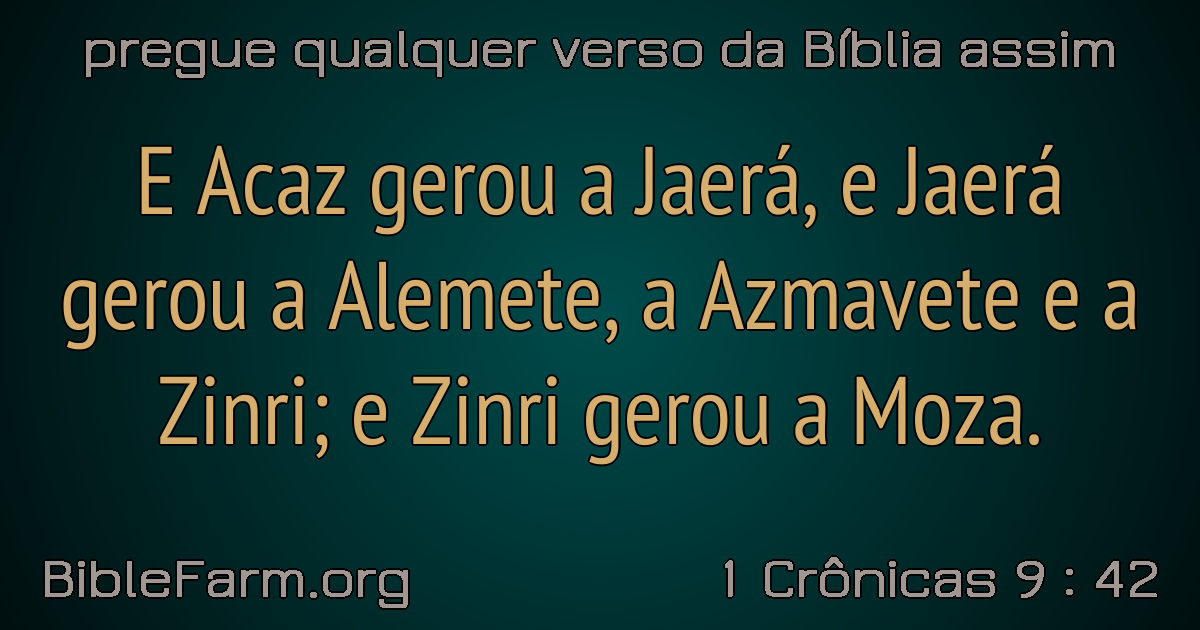 pregue qualquer verso da Bíblia assim
E Acaz gerou a Jaerá, e Jaerá
gerou a Alemete, a Azmavete e a
Zinri; e Zinri gerou a Moza.
BibleFarm.org
1 Crônicas 9 : 42